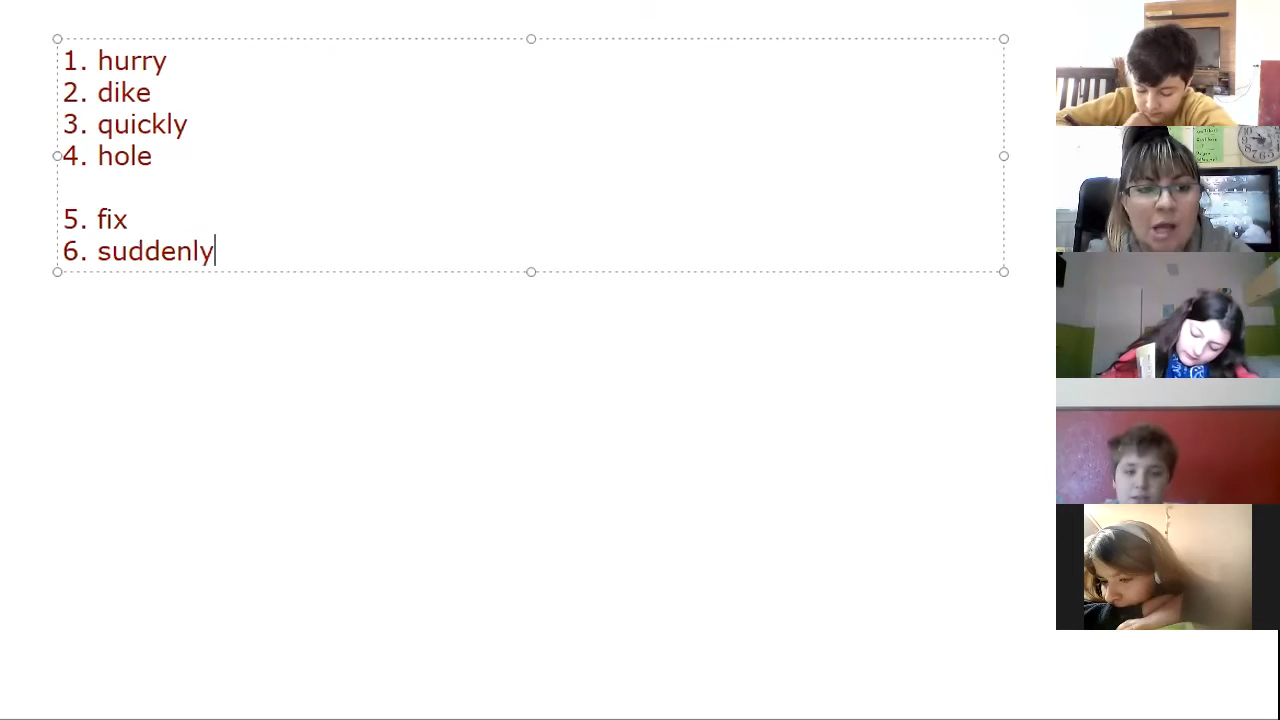 1. hurry
2. dike
3. quickly
4. hole
5. fix
6. suddenly